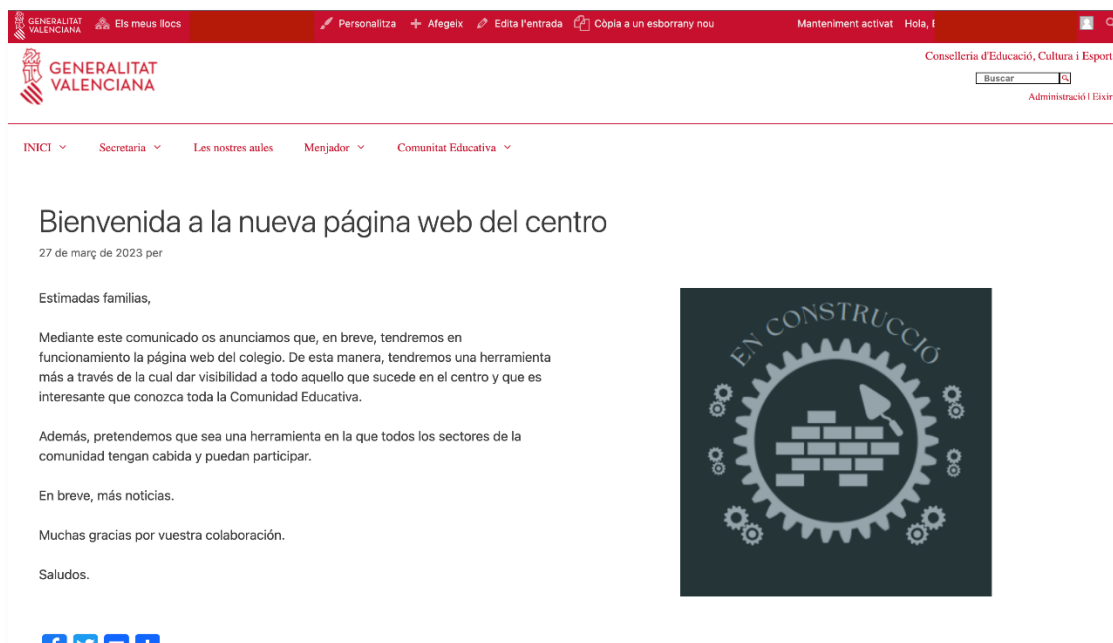 GENERALITAT
VALENCIANA
Els meus llocs
Personalitza
Afegeix
Edita l'entrada
Còpia a un esborrany nou
Manteniment activat
Hola,
GENERALITAT
VALENCIANA
Conselleria d'Educació, Cultura i Esport
Buscar
Administració | Eixir
INICI
Secretaria
Les nostres aules
Menjador
Comunitat Educativa
Bienvenida a la nueva página web del centro
27 de març de 2023 per
Estimadas familias,
Mediante este comunicado os anunciamos que, en breve, tendremos en
funcionamiento la página web del colegio. De esta manera, tendremos una herramienta
más a través de la cual dar visibilidad a todo aquello que sucede en el centro y que es
interesante que conozca toda la Comunidad Educativa.
Además, pretendemos que sea una herramienta en la que todos los sectores de la
comunidad tengan cabida y puedan participar.
En breve, más noticias.
Muchas gracias por vuestra colaboración.
Saludos.
EN CONSTRUCCIÓ